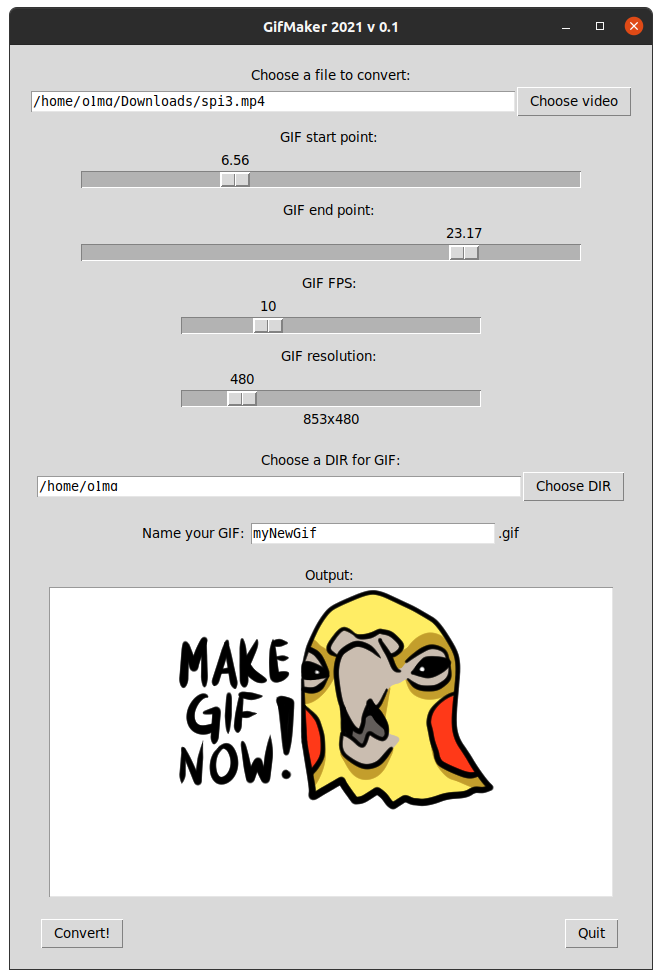 GifMaker 2021 v 0.1
Choose a file to convert:
/home/o1ma/Downloads/spi3.mp4 Choose video
GIF start point:
6.56
GIF end point:
23.17
GIF FPS:
10
GIF resolution:
480
853x480
Choose a DIR for GIF:
/home/o1ma Choose DIR
Name your GIF: myNewGif .gif
Output:
MAKE
GIF
NOW!
Convert! Quit